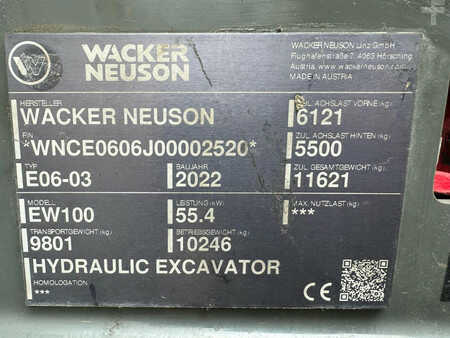 WACKER
NEUSON
WACKER NEUSON Linz GmbH
Flughafenstraße 7, 4063 Hörsching
Austria, www.wackerneuson.com
MADE IN AUSTRIA
HERSTELLER
WACKER NEUSON
ZUL. ACHSLAST VORNE (kg)
6121
FIN
*WNCE0606J00002520*
ZUL. ACHSLAST HINTEN (kg)
5500
TYP
E06-03
BAUJAHR
2022
ZUL. GESAMTGEWICHT (kg)
11621
MODELL
EW100
LEISTUNG (kW)
55.4
MAX. NUTZLAST (kg)
***
TRANSPORTGEWICHT (kg)
9801
BETRIEBSGEWICHT (kg)
10246
HYDRAULIC EXCAVATOR
HOMOLOGATION
***
CE